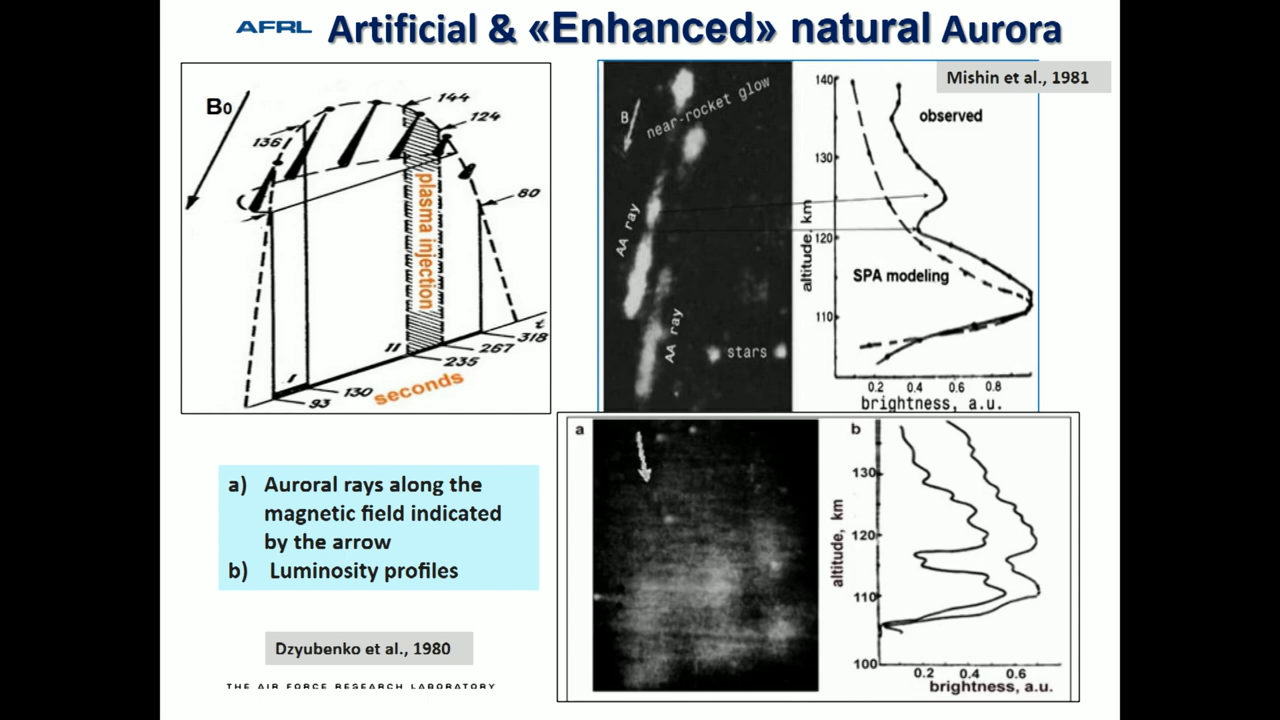 AFRL Artificial & «Enhanced» natural Aurora
Mishin et al., 1981
B₀
144
124
136
80
plasma injection
I
II
t
318
267
235
130
93
seconds
B
near-rocket glow
AA ray
AA ray
stars
140
130
120
110
altitude, km
observed
SPA modeling
0.2 0.4 0.6 0.8
brightness, a.u.
a) Auroral rays along the
magnetic field indicated
by the arrow
b) Luminosity profiles
Dzyubenko et al., 1980
THE AIR FORCE RESEARCH LABORATORY
a
b
130
120
110
100
altitude, km
0.2 0.4 0.6
brightness, a.u.